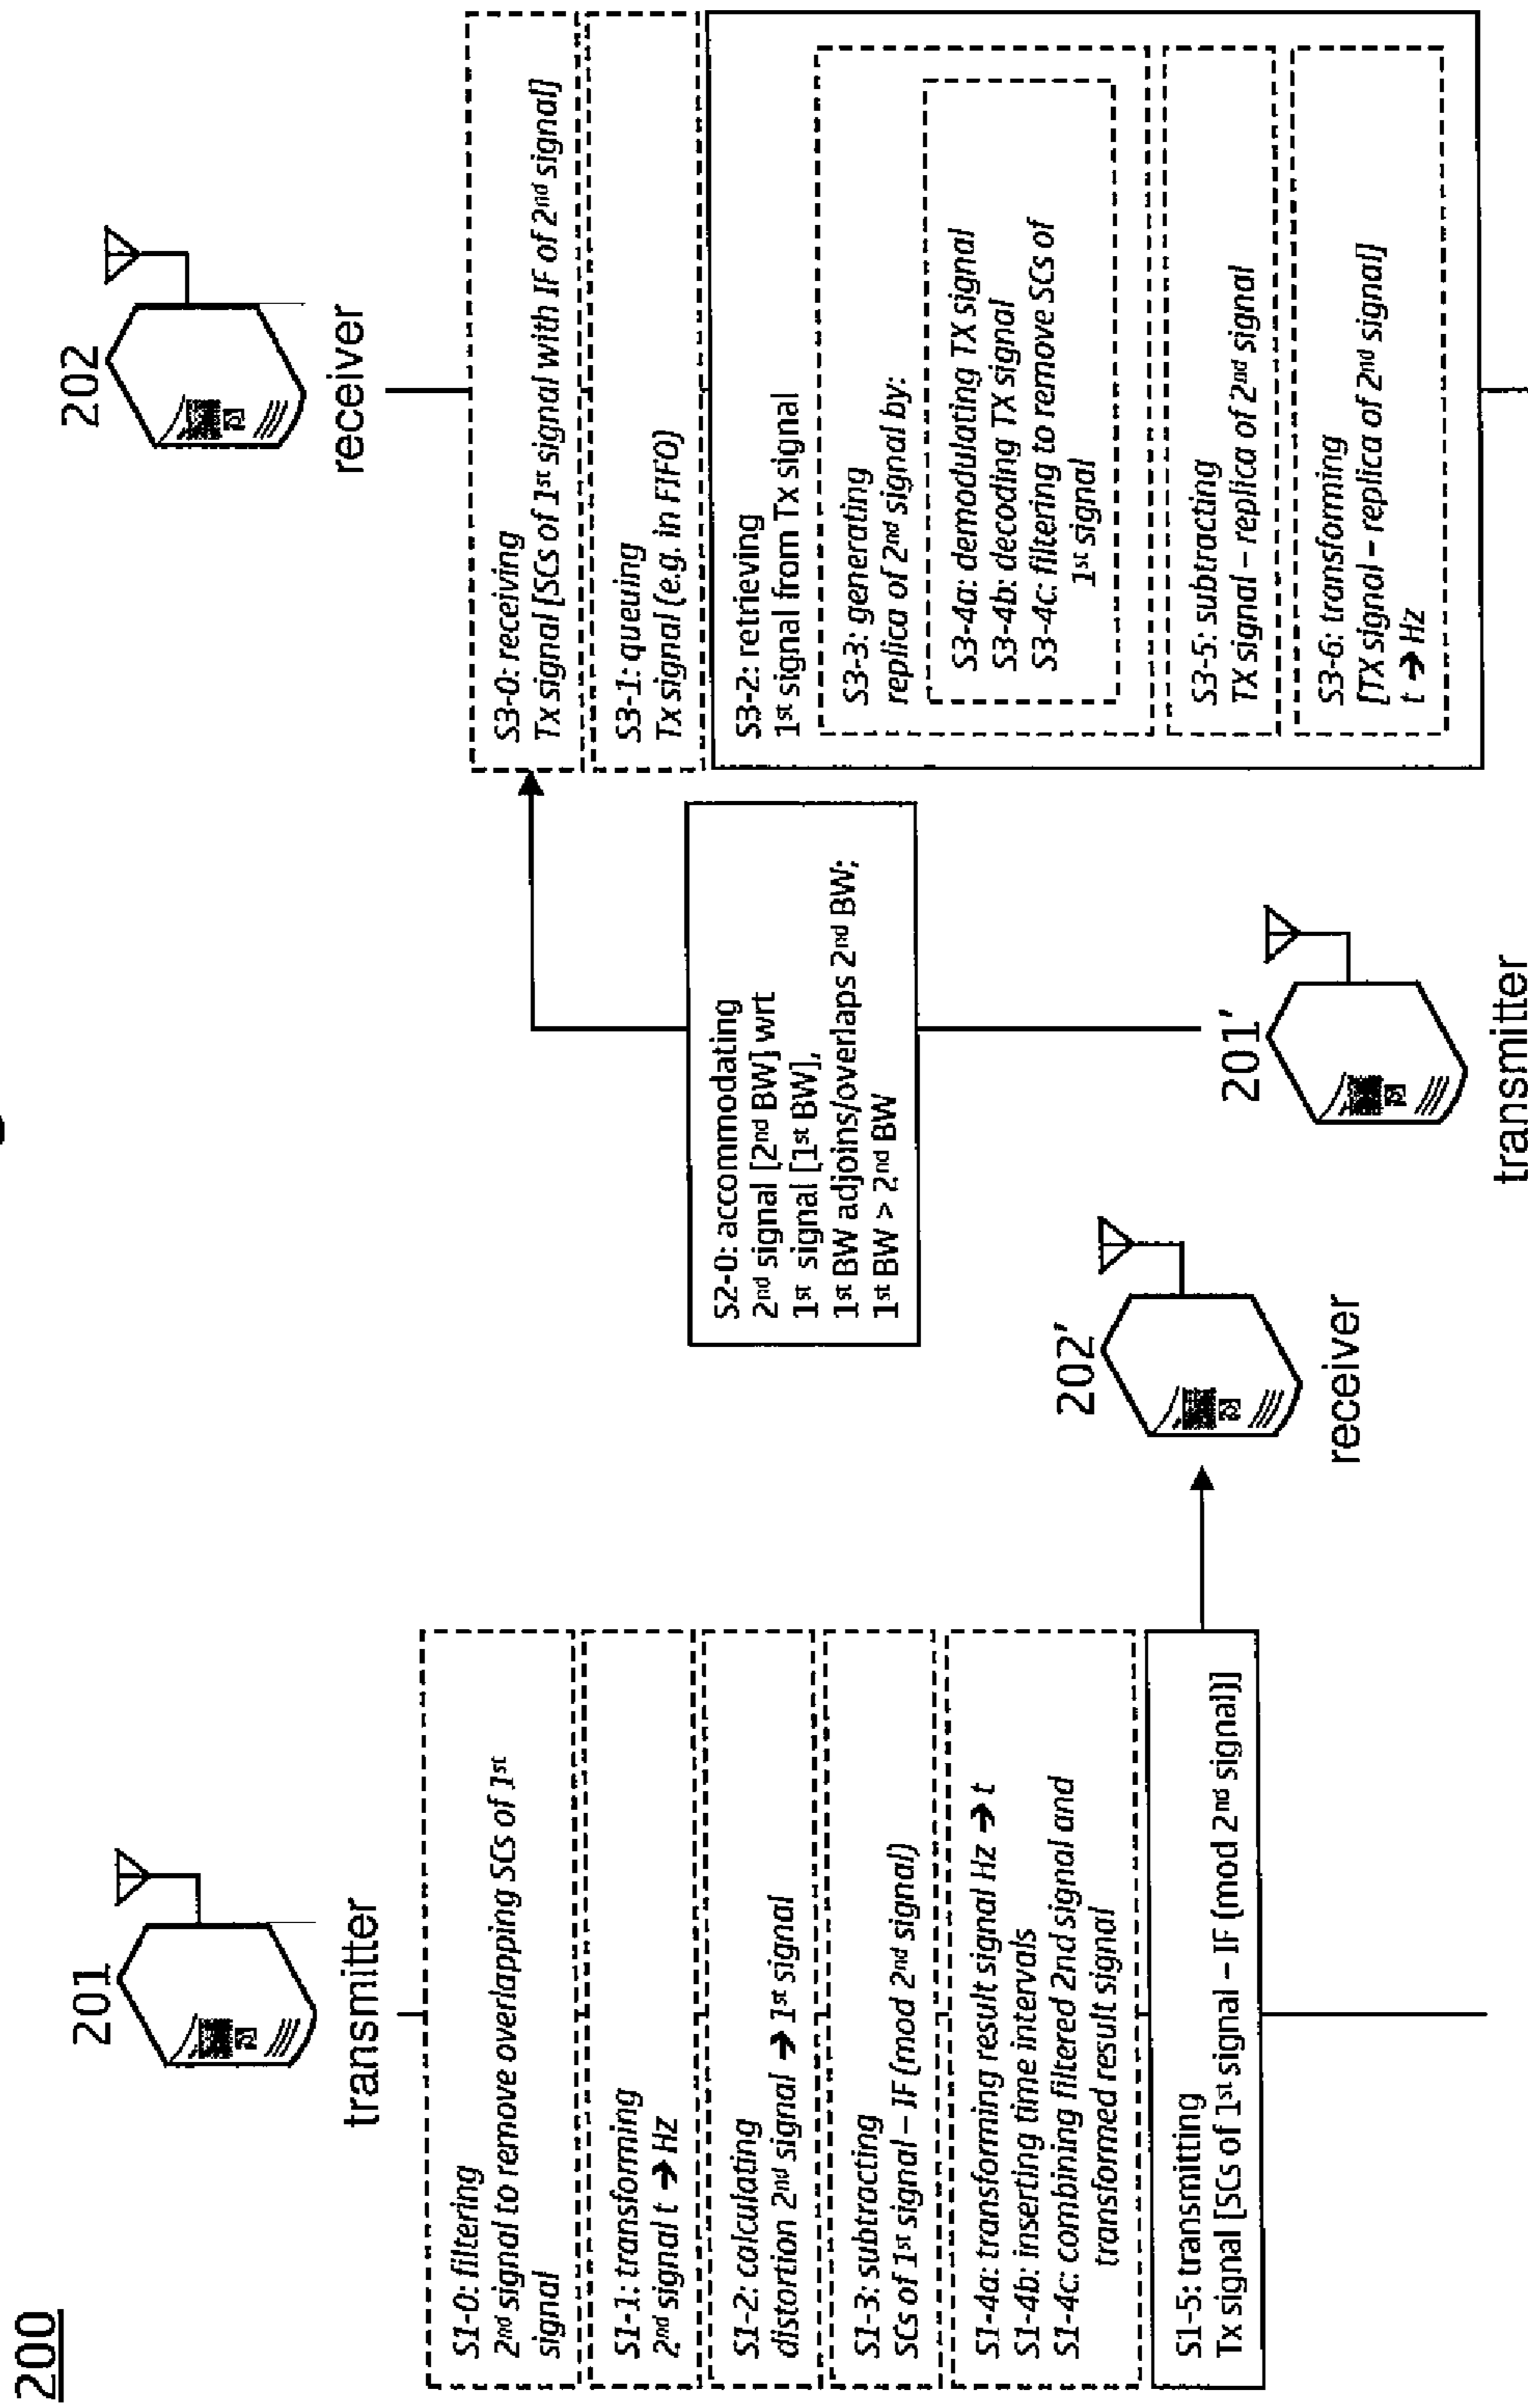 200
201
transmitter
S1-0: filtering
2nd signal to remove overlapping SCs of 1st
signal
S1-1: transforming
2nd signal t ➔ Hz
S1-2: calculating
distortion 2nd signal ➔ 1st signal
S1-3: subtracting
SCs of 1st signal – IF (mod 2nd signal)
S1-4a: transforming result signal Hz ➔ t
S1-4b: inserting time intervals
S1-4c: combining filtered 2nd signal and
transformed result signal
S1-5: transmitting
Tx signal [SCs of 1st signal – IF (mod 2nd signal)]
202'
receiver
201'
transmitter
S2-0: accommodating
2nd signal [2nd BW] wrt
1st signal [1st BW],
1st BW adjoins/overlaps 2nd BW;
1st BW > 2nd BW
202
receiver
S3-0: receiving
Tx signal [SCs of 1st signal with IF of 2nd signal]
S3-1: queuing
Tx signal (e.g. in FIFO)
S3-2: retrieving
1st signal from Tx signal
S3-3: generating
replica of 2nd signal by:
S3-4a: demodulating TX signal
S3-4b: decoding TX signal
S3-4c: filtering to remove SCs of
1st signal
S3-5: subtracting
TX signal – replica of 2nd signal
S3-6: transforming
[TX signal – replica of 2nd signal]
t ➔ Hz